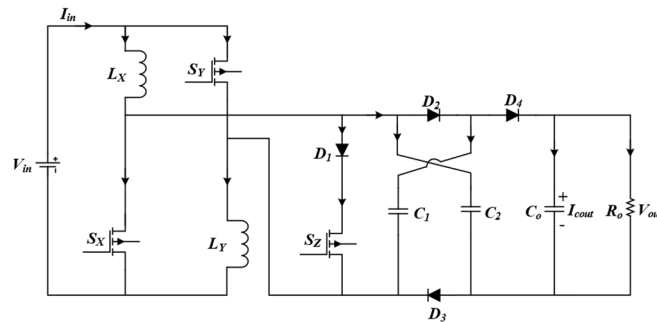 I_in
L_X
S_Y
D_2
D_4
V_in
+
-
D_1
S_X
L_Y
S_Z
C_1
C_2
C_o
+
-
I_cout
R_o
V_ou
D_3